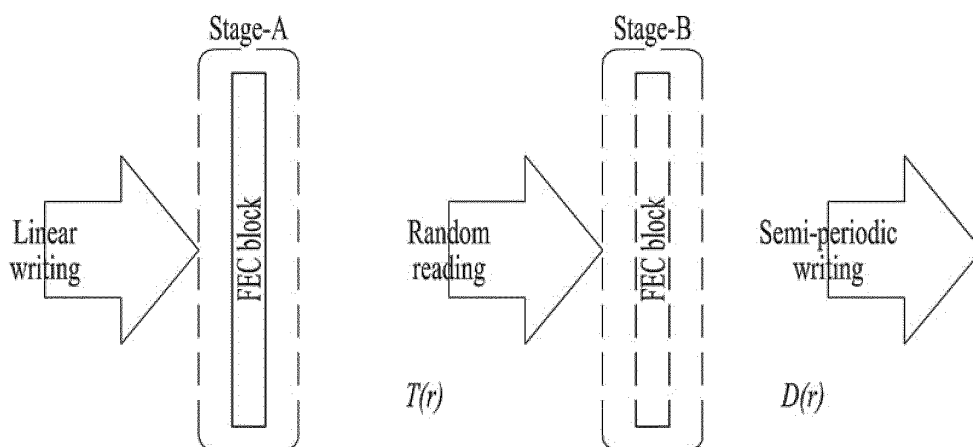 Stage-A
Stage-B
Linear
writing
FEC block
Random
reading
FEC block
Semi-periodic
writing
T(r)
D(r)